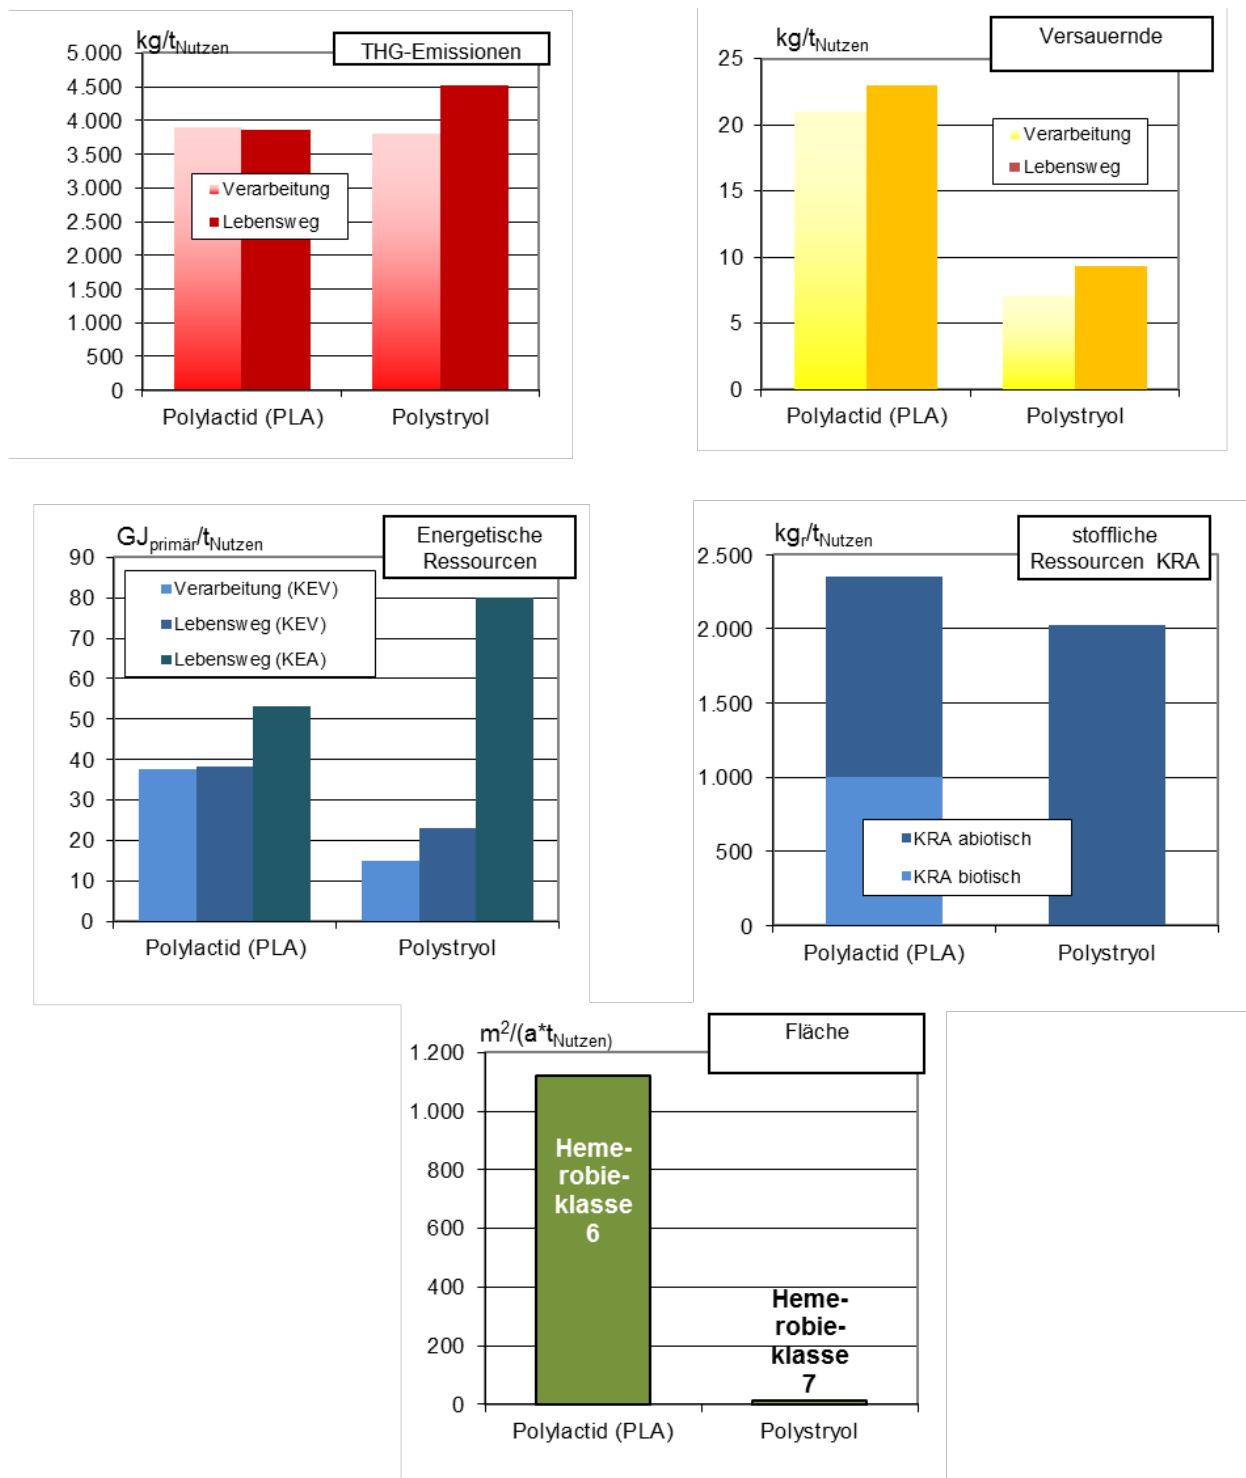 kg/tNutzen
THG-Emissionen
5.000
4.500
4.000
3.500
3.000
2.500
2.000
1.500
1.000
500
0
Verarbeitung
Lebensweg
Polylactid (PLA)
Polystryol
kg/tNutzen
Versauernde
25
20
15
10
5
0
Verarbeitung
Lebensweg
Polylactid (PLA)
Polystryol
GJprimär/tNutzen
Energetische
Ressourcen
90
80
70
60
50
40
30
20
10
0
Verarbeitung (KEV)
Lebensweg (KEV)
Lebensweg (KEA)
Polylactid (PLA)
Polystryol
kgr/tNutzen
stoffliche
Ressourcen KRA
2.500
2.000
1.500
1.000
500
0
KRA abiotisch
KRA biotisch
Polylactid (PLA)
Polystryol
m²/(a*tNutzen)
Fläche
1.200
1.000
800
600
400
200
0
Heme-
robie-
klasse
6
Heme-
robie-
klasse
7
Polylactid (PLA)
Polystryol